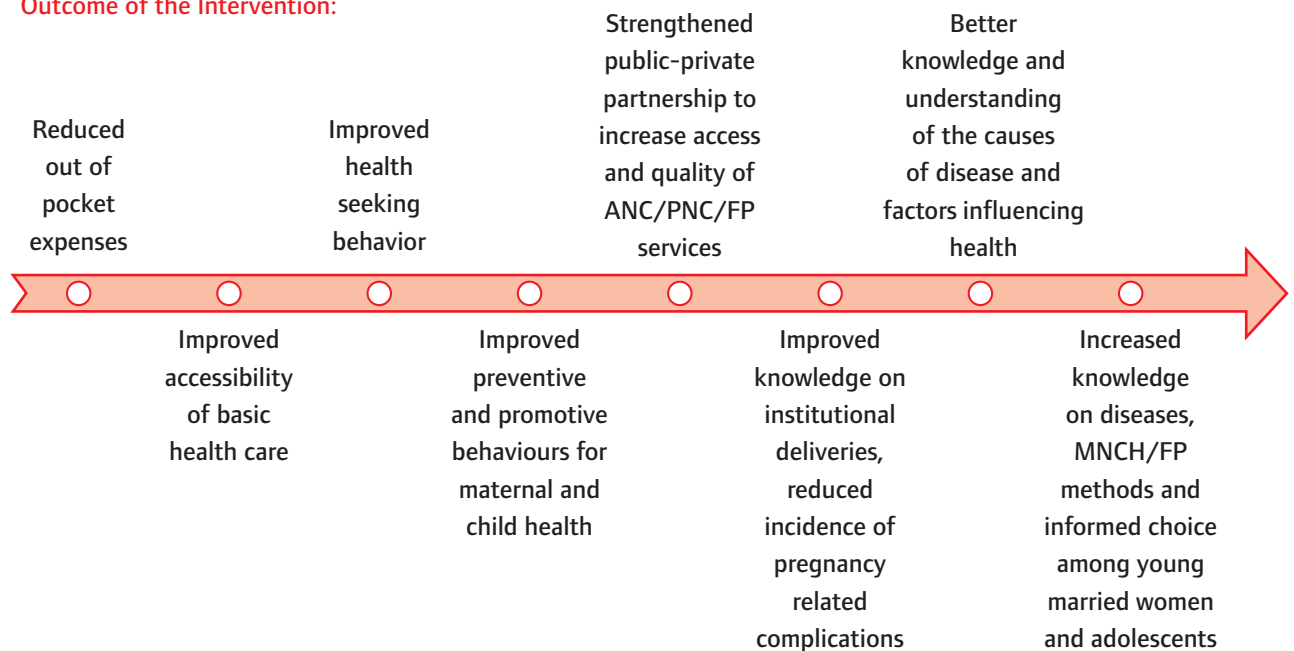 Outcome of the Intervention:
Reduced
out of
pocket
expenses
Improved
accessibility
of basic
health care
Improved
health
seeking
behavior
Improved
preventive
and promotive
behaviours for
maternal and
child health
Strengthened
public-private
partnership to
increase access
and quality of
ANC/PNC/FP
services
Improved
knowledge on
institutional
deliveries,
reduced
incidence of
pregnancy
related
complications
Better
knowledge and
understanding
of the causes
of disease and
factors influencing
health
Increased
knowledge
on diseases,
MNCH/FP
methods and
informed choice
among young
married women
and adolescents